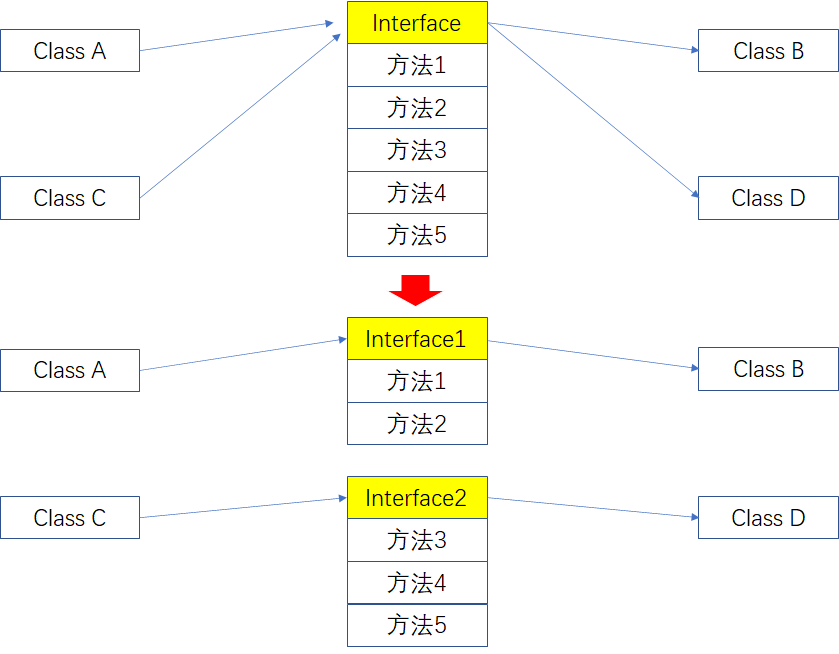 Class A
Interface
Class B
方法1
方法2
方法3
Class C
方法4
Class D
方法5
Interface1
Class A
Class B
方法1
方法2
Interface2
Class C
Class D
方法3
方法4
方法5